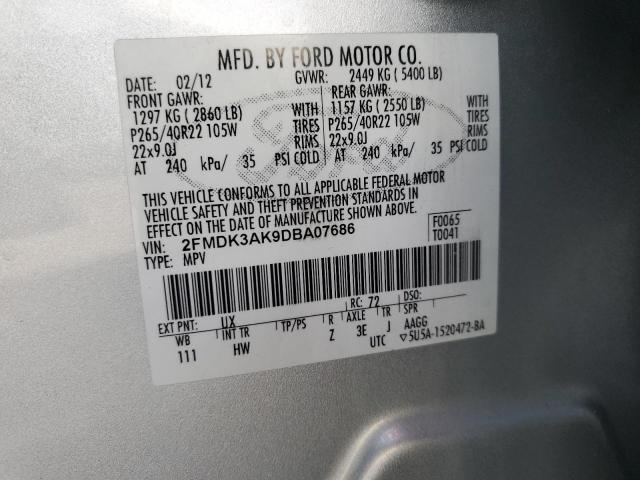 MFD. BY FORD MOTOR CO.
DATE: 02/12 GVWR: 2449 KG (5400 LB)
FRONT GAWR: REAR GAWR:
1297 KG (2860 LB) 1157 KG (2550 LB)
P265/40R22 105W TIRES P265/40R22 105W TIRES
22x9.0J RIMS 22x9.0J RIMS
AT 240 kPa/ 35 PSI COLD AT 240 kPa/ 35 PSI COLD
THIS VEHICLE CONFORMS TO ALL APPLICABLE FEDERAL MOTOR
VEHICLE SAFETY AND THEFT PREVENTION STANDARDS IN
EFFECT ON THE DATE OF MANUFACTURE SHOWN ABOVE.
VIN: 2FMDK3AK9DBA07686 F0065
TYPE: MPV T0041
RC: 72 DSO:
EXT PNT: UX
WB INT TR TP/PS R AXLE TR SPR
111 HW Z 3E J AAGG
UTC ▽5U5A-1520472-BA